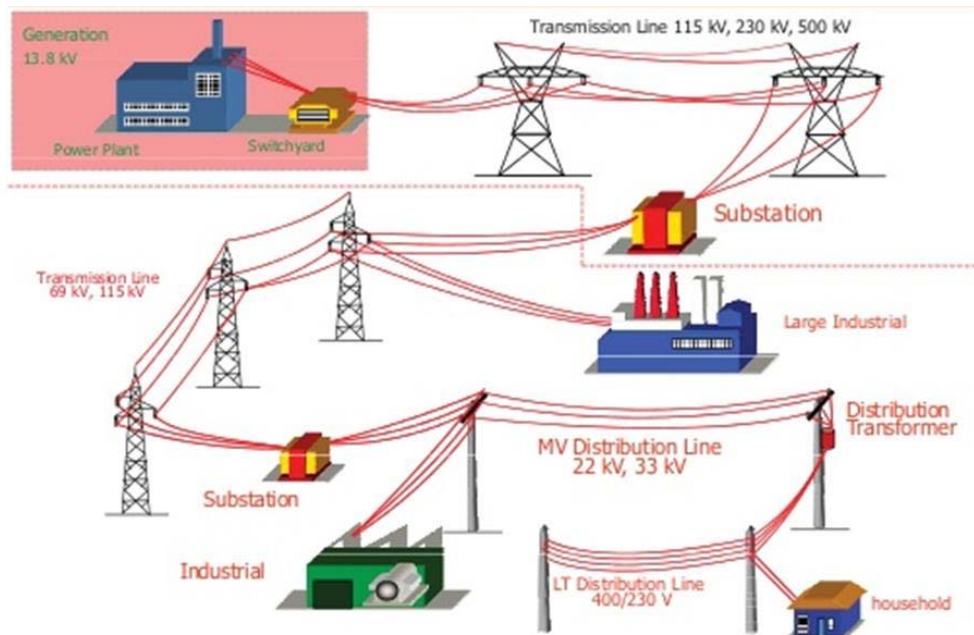 Generation
13.8 kV
Transmission Line 115 kV, 230 kV, 500 kV
Power Plant
Switchyard
Substation
Transmission Line
69 kV, 115 kV
Large Industrial
Distribution
Transformer
MV Distribution Line
22 kV, 33 kV
Substation
Industrial
LT Distribution Line
400/230 V
household